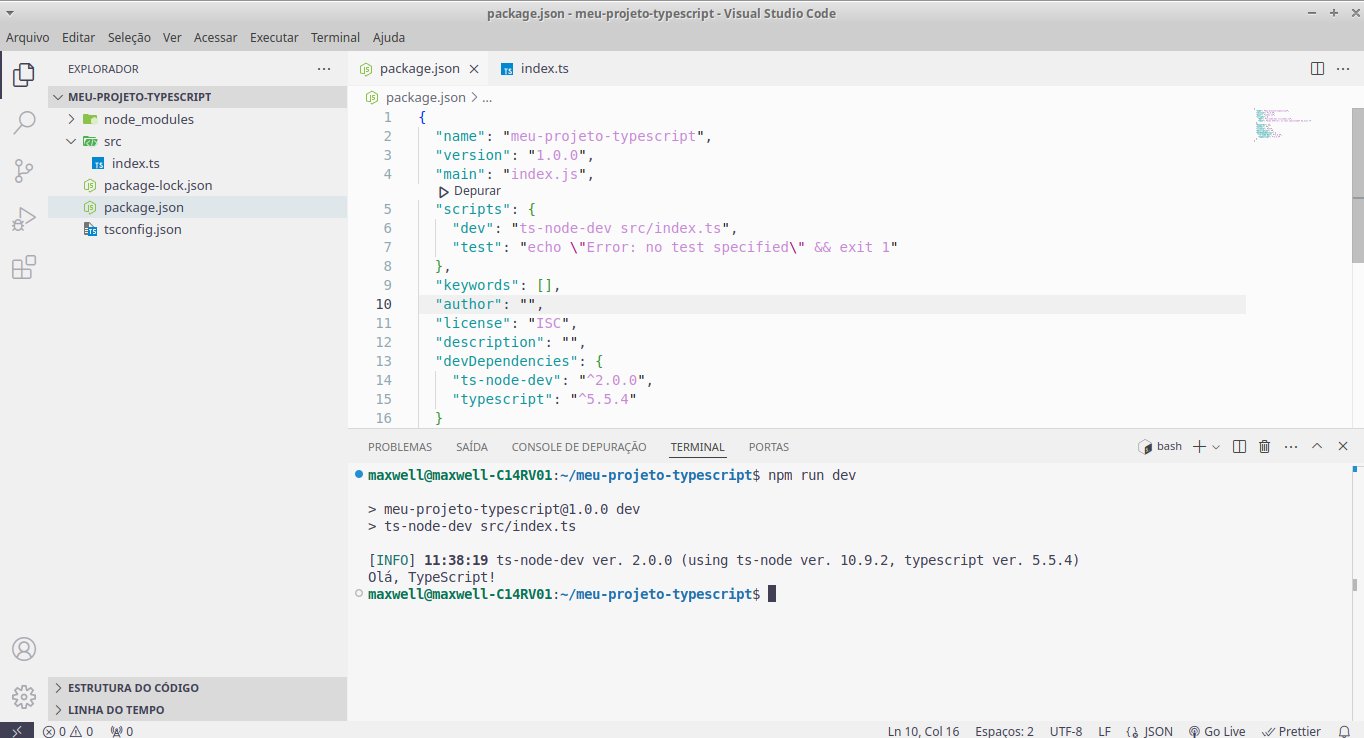 package.json - meu-projeto-typescript - Visual Studio Code
Arquivo Editar Seleção Ver Acessar Executar Terminal Ajuda
EXPLORADOR
MEU-PROJETO-TYPESCRIPT
node_modules
src
index.ts
package-lock.json
package.json
tsconfig.json
ESTRUTURA DO CÓDIGO
LINHA DO TEMPO
package.json index.ts
package.json > ...
1 {
2 "name": "meu-projeto-typescript",
3 "version": "1.0.0",
4 "main": "index.js",
Depurar
5 "scripts": {
6 "dev": "ts-node-dev src/index.ts",
7 "test": "echo \"Error: no test specified\" && exit 1"
8 },
9 "keywords": [],
10 "author": "",
11 "license": "ISC",
12 "description": "",
13 "devDependencies": {
14 "ts-node-dev": "^2.0.0",
15 "typescript": "^5.5.4"
16 }
PROBLEMAS SAÍDA CONSOLE DE DEPURAÇÃO TERMINAL PORTAS bash
maxwell@maxwell-C14RV01:~/meu-projeto-typescript$ npm run dev
> meu-projeto-typescript@1.0.0 dev
> ts-node-dev src/index.ts
[INFO] 11:38:19 ts-node-dev ver. 2.0.0 (using ts-node ver. 10.9.2, typescript ver. 5.5.4)
Olá, TypeScript!
maxwell@maxwell-C14RV01:~/meu-projeto-typescript$
0 0 0 Ln 10, Col 16 Espaços: 2 UTF-8 LF {} JSON Go Live Prettier